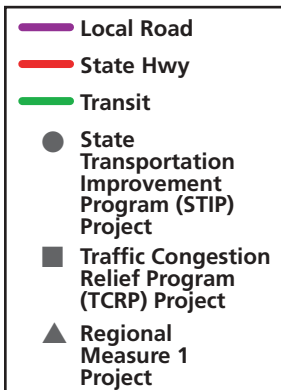 Local Road
State Hwy
Transit
State
Transportation
Improvement
Program (STIP)
Project
Traffic Congestion
Relief Program
(TCRP) Project
Regional
Measure 1
Project